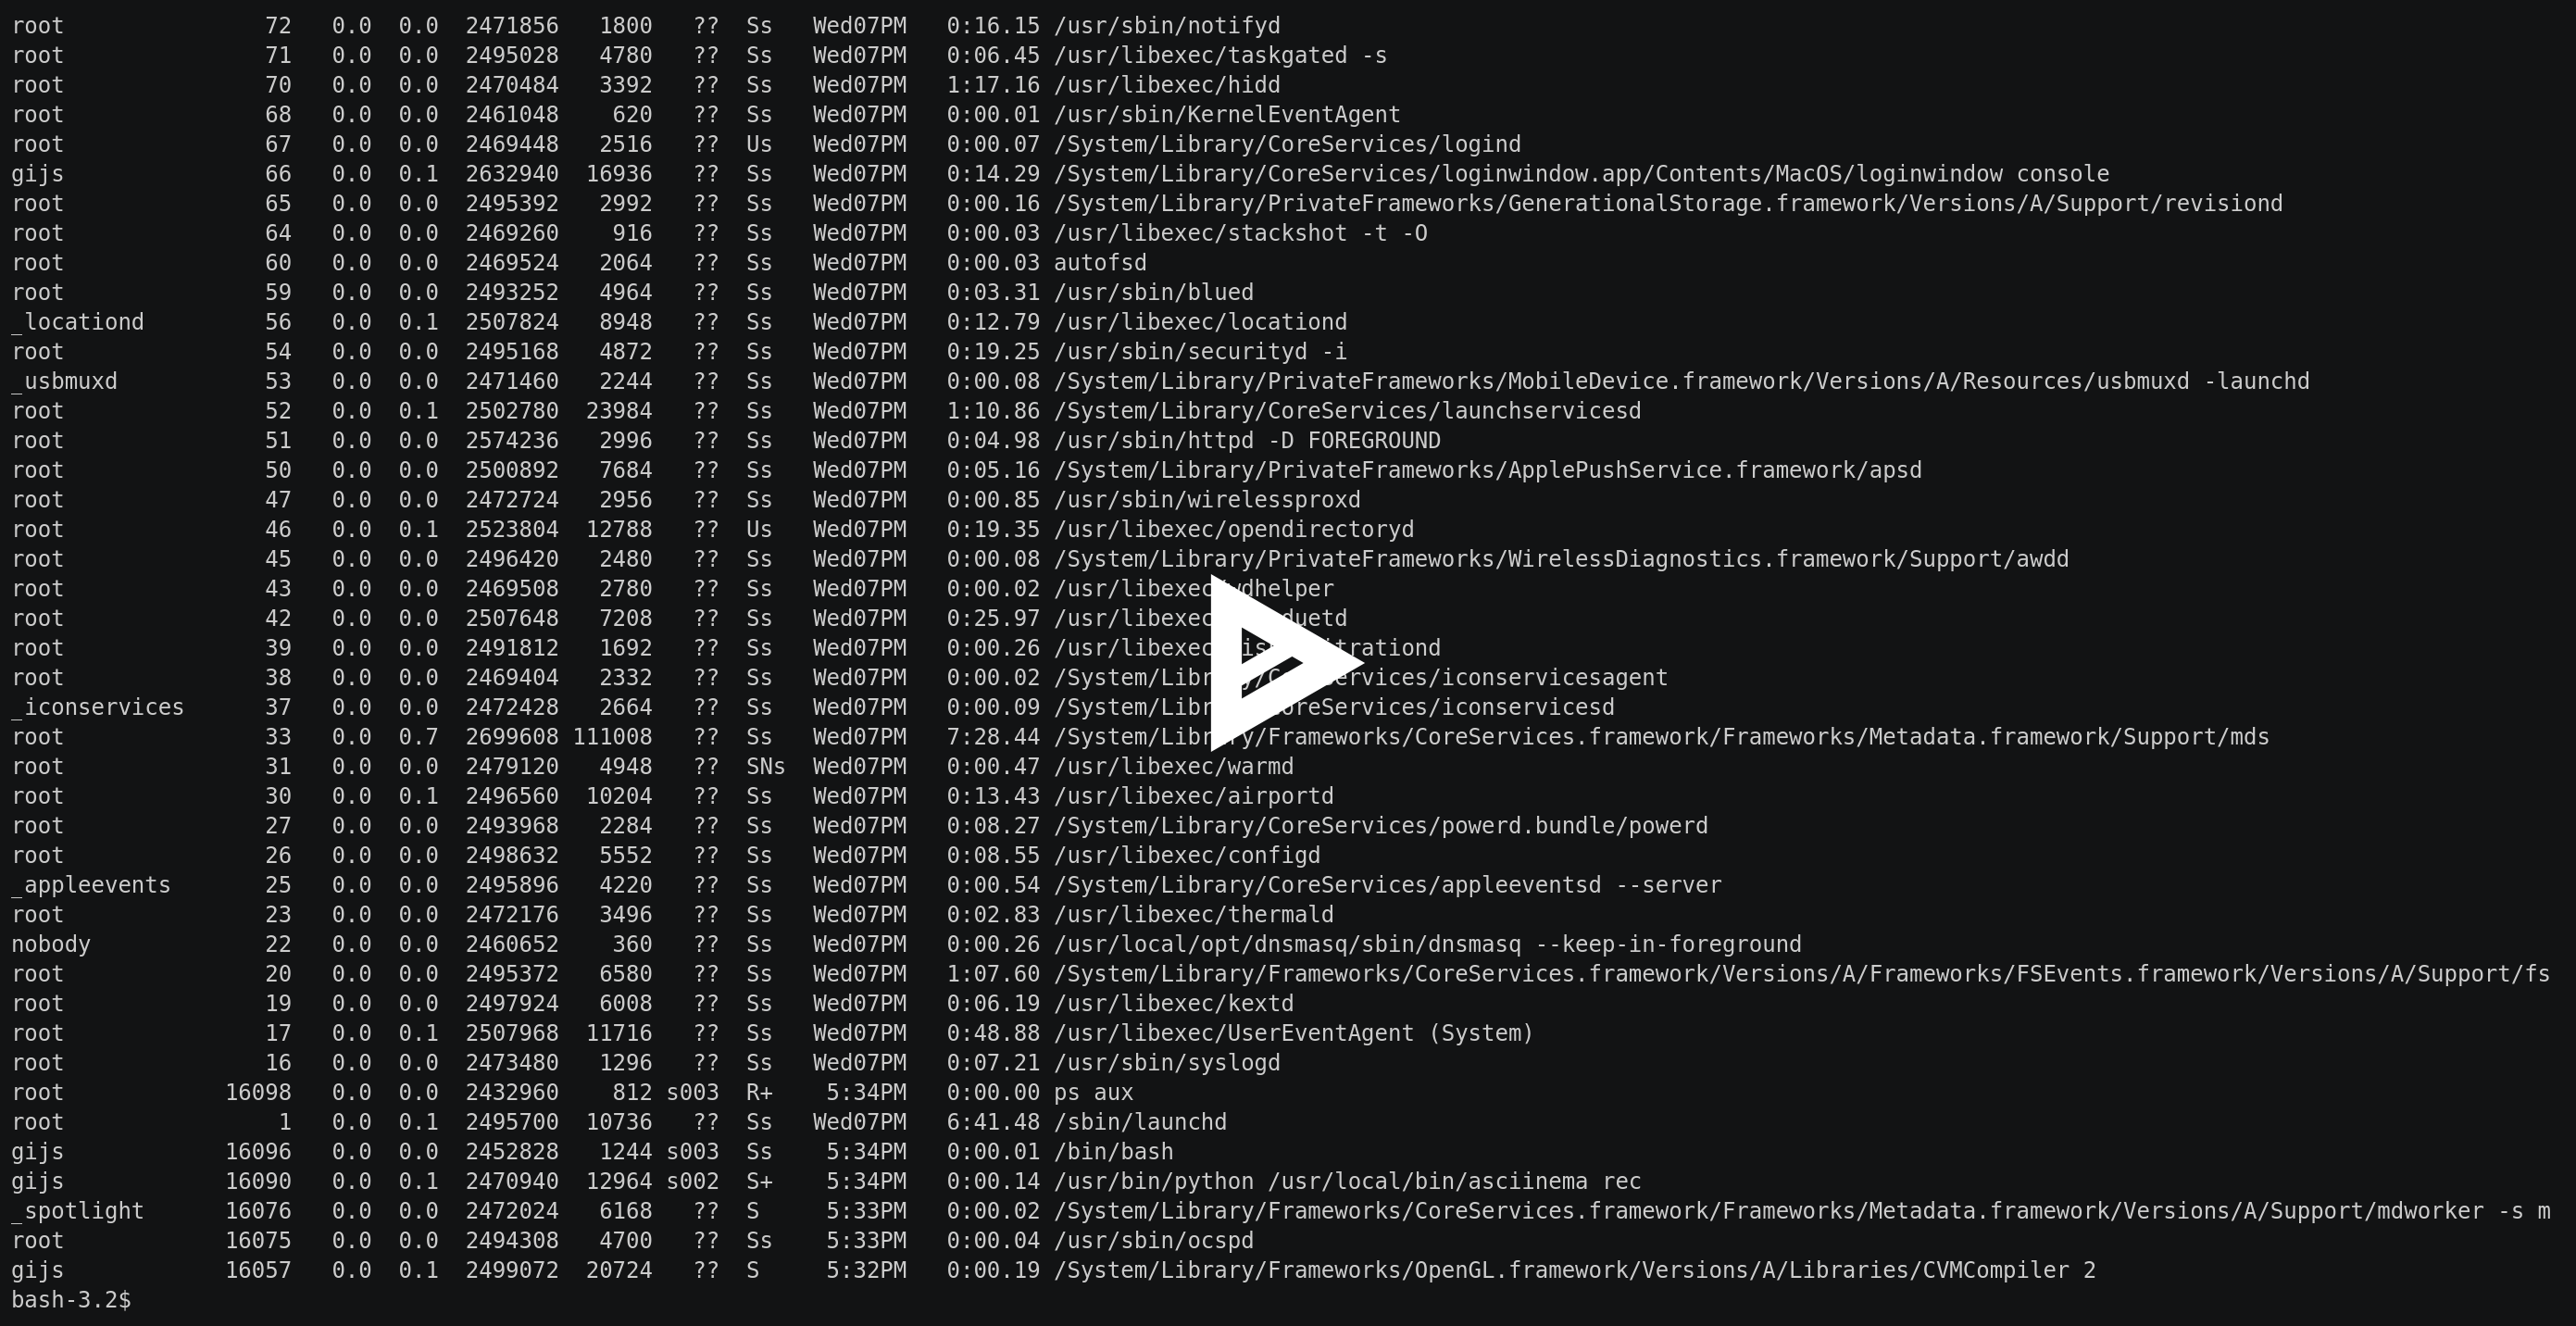 root               72   0.0  0.0  2471856   1800   ??  Ss   Wed07PM   0:16.15 /usr/sbin/notifyd
root               71   0.0  0.0  2495028   4780   ??  Ss   Wed07PM   0:06.45 /usr/libexec/taskgated -s
root               70   0.0  0.0  2470484   3392   ??  Ss   Wed07PM   1:17.16 /usr/libexec/hidd
root               68   0.0  0.0  2461048    620   ??  Ss   Wed07PM   0:00.01 /usr/sbin/KernelEventAgent
root               67   0.0  0.0  2469448   2516   ??  Us   Wed07PM   0:00.07 /System/Library/CoreServices/logind
gijs               66   0.0  0.1  2632940  16936   ??  Ss   Wed07PM   0:14.29 /System/Library/CoreServices/loginwindow.app/Contents/MacOS/loginwindow console
root               65   0.0  0.0  2495392   2992   ??  Ss   Wed07PM   0:00.16 /System/Library/PrivateFrameworks/GenerationalStorage.framework/Versions/A/Support/revisiond
root               64   0.0  0.0  2469260    916   ??  Ss   Wed07PM   0:00.03 /usr/libexec/stackshot -t -O
root               60   0.0  0.0  2469524   2064   ??  Ss   Wed07PM   0:00.03 autofsd
root               59   0.0  0.0  2493252   4964   ??  Ss   Wed07PM   0:03.31 /usr/sbin/blued
_locationd         56   0.0  0.1  2507824   8948   ??  Ss   Wed07PM   0:12.79 /usr/libexec/locationd
root               54   0.0  0.0  2495168   4872   ??  Ss   Wed07PM   0:19.25 /usr/sbin/securityd -i
_usbmuxd           53   0.0  0.0  2471460   2244   ??  Ss   Wed07PM   0:00.08 /System/Library/PrivateFrameworks/MobileDevice.framework/Versions/A/Resources/usbmuxd -launchd
root               52   0.0  0.1  2502780  23984   ??  Ss   Wed07PM   1:10.86 /System/Library/CoreServices/launchservicesd
root               51   0.0  0.0  2574236   2996   ??  Ss   Wed07PM   0:04.98 /usr/sbin/httpd -D FOREGROUND
root               50   0.0  0.0  2500892   7684   ??  Ss   Wed07PM   0:05.16 /System/Library/PrivateFrameworks/ApplePushService.framework/apsd
root               47   0.0  0.0  2472724   2956   ??  Ss   Wed07PM   0:00.85 /usr/sbin/wirelessproxd
root               46   0.0  0.1  2523804  12788   ??  Us   Wed07PM   0:19.35 /usr/libexec/opendirectoryd
root               45   0.0  0.0  2496420   2480   ??  Ss   Wed07PM   0:00.08 /System/Library/PrivateFrameworks/WirelessDiagnostics.framework/Support/awdd
root               43   0.0  0.0  2469508   2780   ??  Ss   Wed07PM   0:00.02 /usr/libexec/wdhelper
root               42   0.0  0.0  2507648   7208   ??  Ss   Wed07PM   0:25.97
root               39   0.0  0.0  2491812   1692   ??  Ss   Wed07PM   0:00.26
root               38   0.0  0.0  2469404   2332   ??  Ss   Wed07PM   0:00.02 /System/Library/CoreServices/iconservicesagent
_iconservices      37   0.0  0.0  2472428   2664   ??  Ss   Wed07PM   0:00.09 /System/Library/CoreServices/iconservicesd
root               33   0.0  0.7  2699608 111008   ??  Ss   Wed07PM   7:28.44 /System/Library/Frameworks/CoreServices.framework/Frameworks/Metadata.framework/Support/mds
root               31   0.0  0.0  2479120   4948   ??  SNs  Wed07PM   0:00.47 /usr/libexec/warmd
root               30   0.0  0.1  2496560  10204   ??  Ss   Wed07PM   0:13.43 /usr/libexec/airportd
root               27   0.0  0.0  2493968   2284   ??  Ss   Wed07PM   0:08.27 /System/Library/CoreServices/powerd.bundle/powerd
root               26   0.0  0.0  2498632   5552   ??  Ss   Wed07PM   0:08.55 /usr/libexec/configd
_appleevents       25   0.0  0.0  2495896   4220   ??  Ss   Wed07PM   0:00.54 /System/Library/CoreServices/appleeventsd --server
root               23   0.0  0.0  2472176   3496   ??  Ss   Wed07PM   0:02.83 /usr/libexec/thermald
nobody             22   0.0  0.0  2460652    360   ??  Ss   Wed07PM   0:00.26 /usr/local/opt/dnsmasq/sbin/dnsmasq --keep-in-foreground
root               20   0.0  0.0  2495372   6580   ??  Ss   Wed07PM   1:07.60 /System/Library/Frameworks/CoreServices.framework/Versions/A/Frameworks/FSEvents.framework/Versions/A/Support/fs
root               19   0.0  0.0  2497924   6008   ??  Ss   Wed07PM   0:06.19 /usr/libexec/kextd
root               17   0.0  0.1  2507968  11716   ??  Ss   Wed07PM   0:48.88 /usr/libexec/UserEventAgent (System)
root               16   0.0  0.0  2473480   1296   ??  Ss   Wed07PM   0:07.21 /usr/sbin/syslogd
root            16098   0.0  0.0  2432960    812 s003  R+    5:34PM   0:00.00 ps aux
root                1   0.0  0.1  2495700  10736   ??  Ss   Wed07PM   6:41.48 /sbin/launchd
gijs            16096   0.0  0.0  2452828   1244 s003  Ss    5:34PM   0:00.01 /bin/bash
gijs            16090   0.0  0.1  2470940  12964 s002  S+    5:34PM   0:00.14 /usr/bin/python /usr/local/bin/asciinema rec
_spotlight      16076   0.0  0.0  2472024   6168   ??  S     5:33PM   0:00.02 /System/Library/Frameworks/CoreServices.framework/Frameworks/Metadata.framework/Versions/A/Support/mdworker -s m
root            16075   0.0  0.0  2494308   4700   ??  Ss    5:33PM   0:00.04 /usr/sbin/ocspd
gijs            16057   0.0  0.1  2499072  20724   ??  S     5:32PM   0:00.19 /System/Library/Frameworks/OpenGL.framework/Versions/A/Libraries/CVMCompiler 2
bash-3.2$